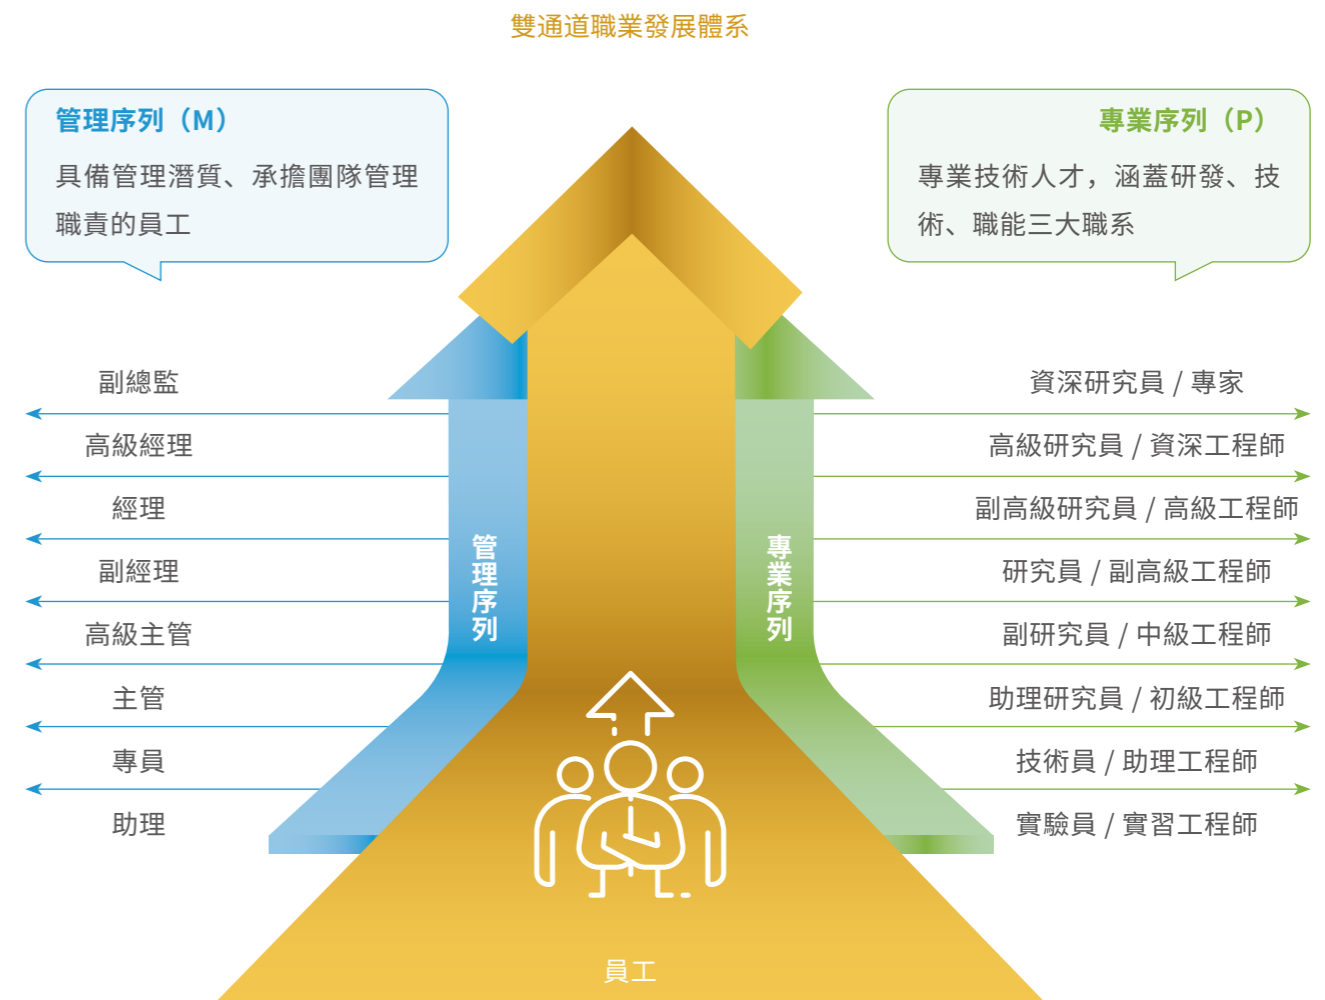 雙通道職業發展體系
管理序列（M）
具備管理潛質、承擔團隊管理
職責的員工
專業序列（P）
專業技術人才，涵蓋研發、技
術、職能三大職系
副總監
高級經理
經理
副經理
高級主管
主管
專員
助理
管理序列
專業序列
資深研究員 / 專家
高級研究員 / 資深工程師
副高級研究員 / 高級工程師
研究員 / 副高級工程師
副研究員 / 中級工程師
助理研究員 / 初級工程師
技術員 / 助理工程師
實驗員 / 實習工程師
員工